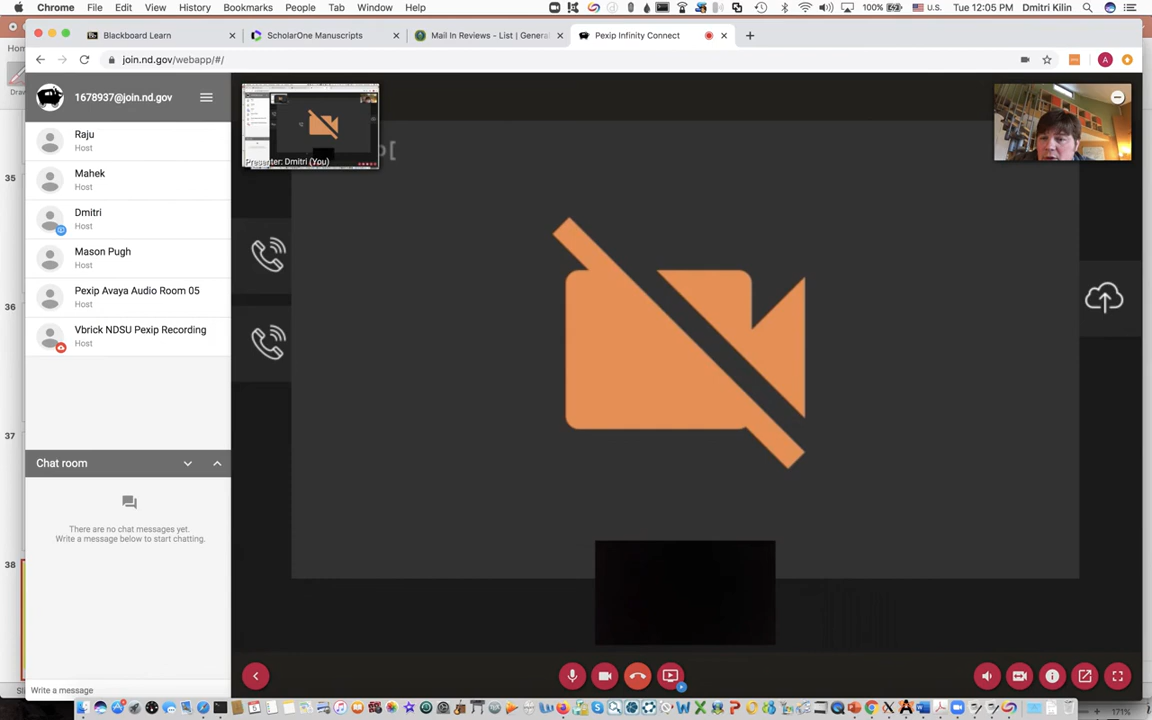 Chrome File Edit View History Bookmarks People Tab Window Help 100% U.S. Tue 12:05 PM Dmitri Kilin
Blackboard Learn
ScholarOne Manuscripts
Mail In Reviews - List | General
Pexip Infinity Connect
join.nd.gov/webapp/#/
A
1678937@join.nd.gov
Raju
Host
Mahek
Host
Dmitri
Host
Mason Pugh
Host
Pexip Avaya Audio Room 05
Host
Vbrick NDSU Pexip Recording
Host
Presenter: Dmitri (You)
Chat room
There are no chat messages yet.
Write a message below to start chatting.
Write a message
35
36
37
38
171%